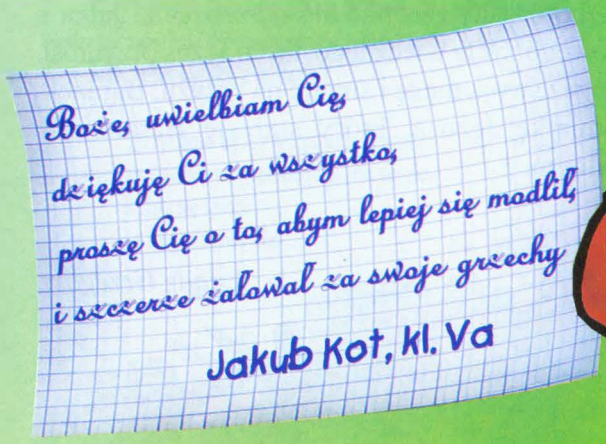 Boże, uwielbiam Cię,
dziękuję Ci za wszystko,
proszę Cię o to, abym lepiej się modlił,
i szczerze żałował za swoje grzechy
Jakub Kot, kl. Va